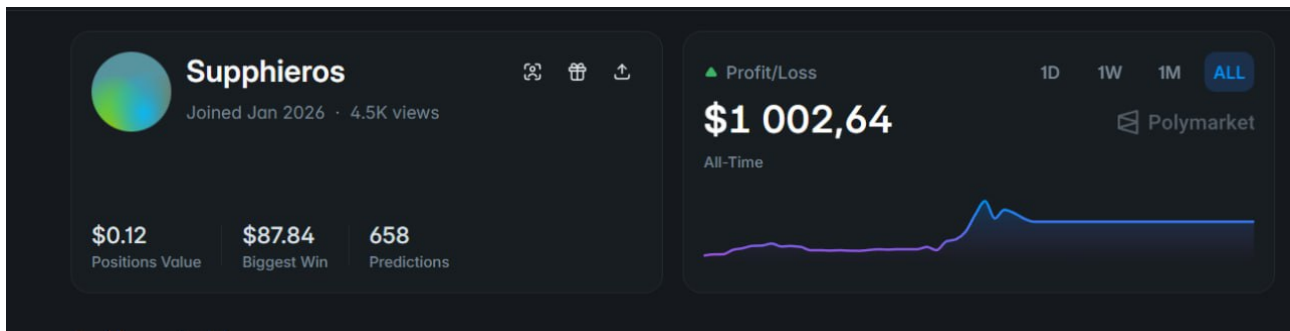 Supphieros
Joined Jan 2026 · 4.5K views
$0.12
Positions Value
$87.84
Biggest Win
658
Predictions
Profit/Loss
1D 1W 1M ALL
$1 002,64
Polymarket
All-Time